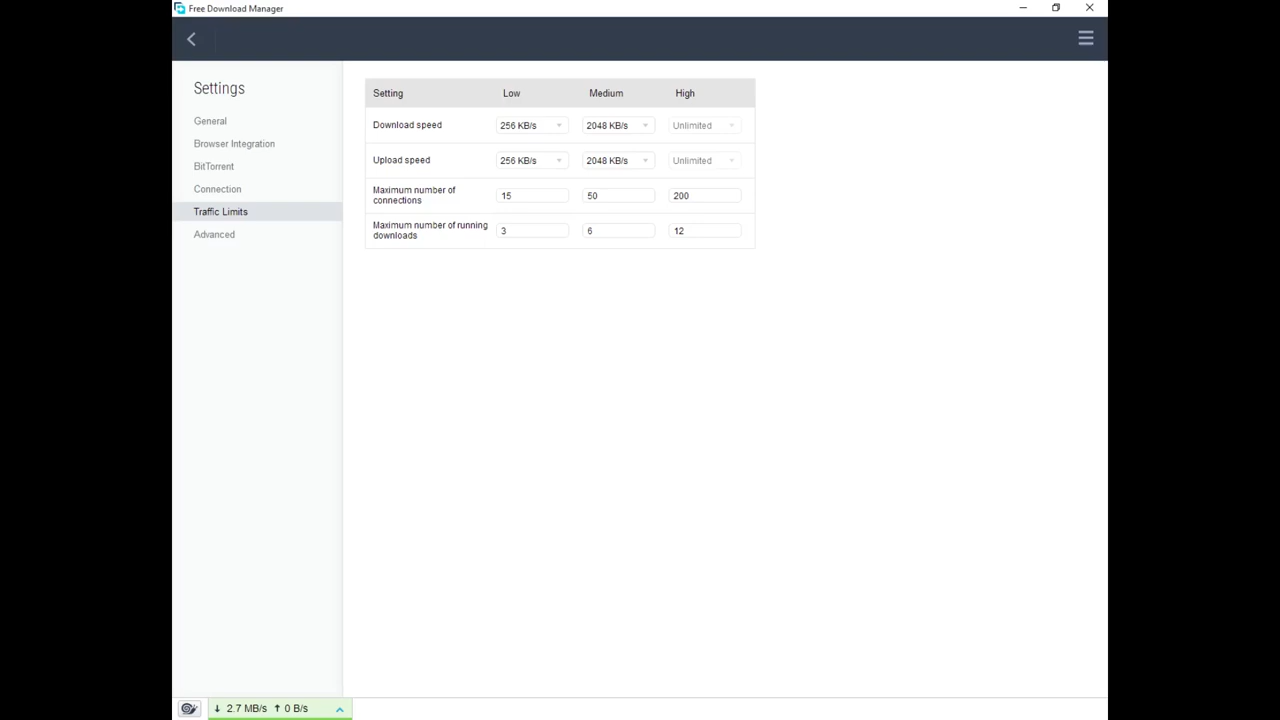 Free Download Manager
Settings
General
Browser Integration
BitTorrent
Connection
Traffic Limits
Advanced
Setting Low Medium High
Download speed 256 KB/s 2048 KB/s Unlimited
Upload speed 256 KB/s 2048 KB/s Unlimited
Maximum number of
connections 15 50 200
Maximum number of running
downloads 3 6 12
2.7 MB/s 0 B/s